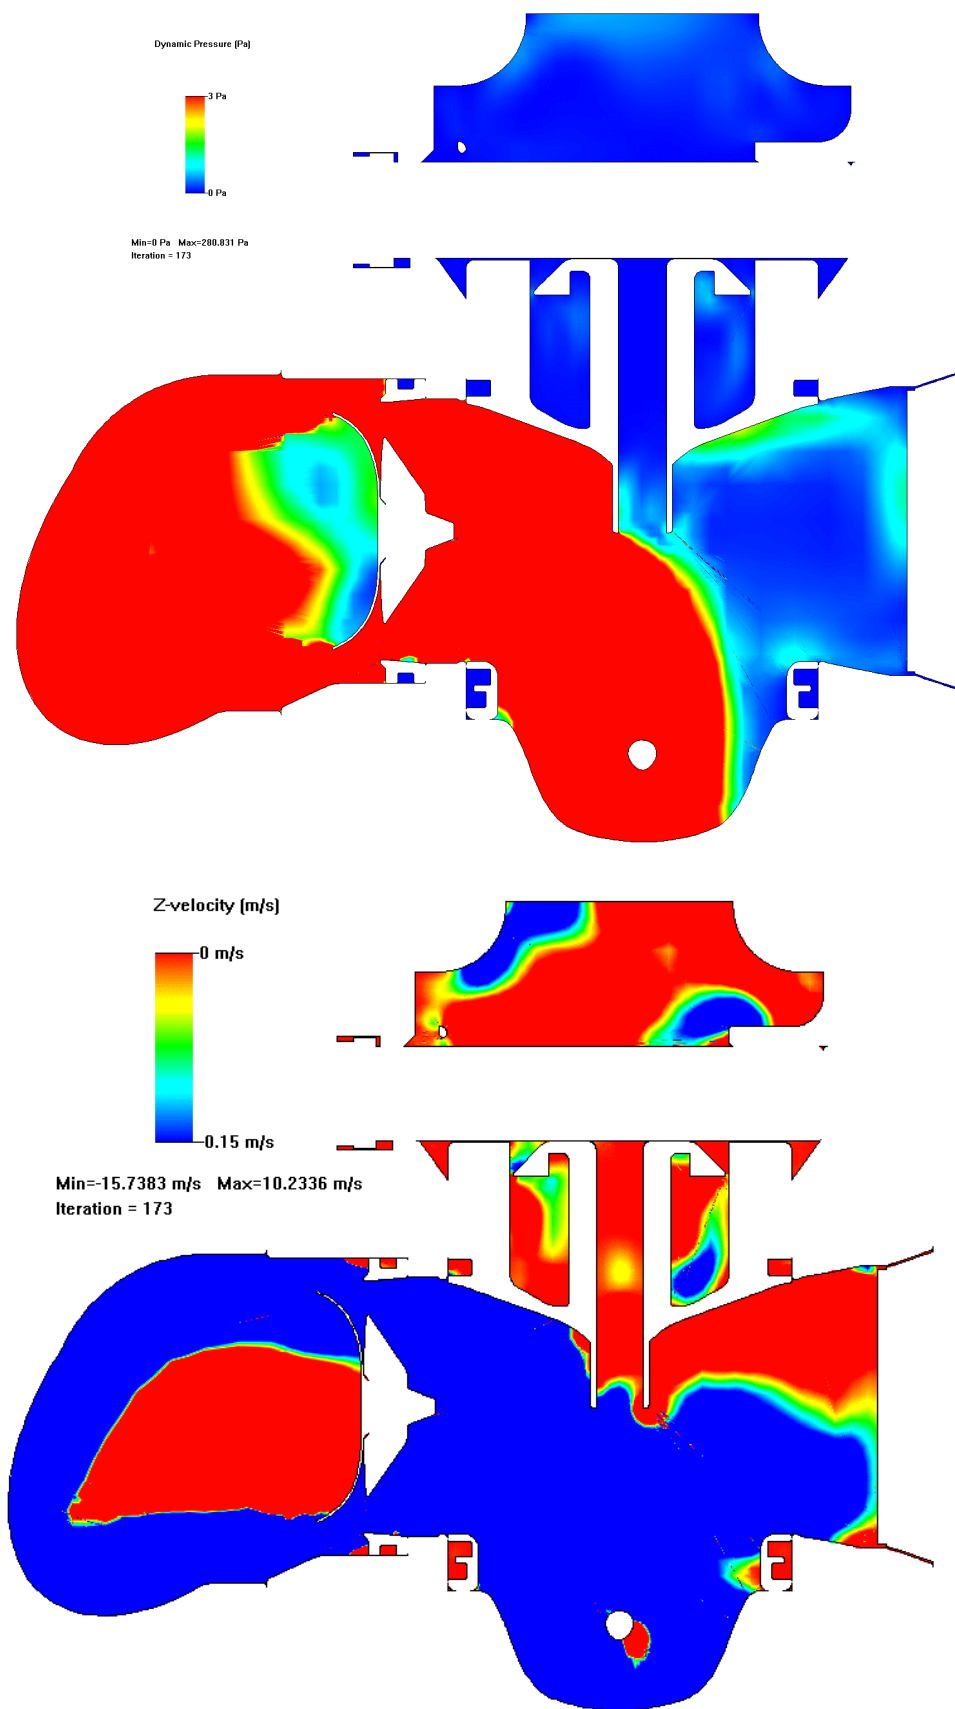 Dynamic Pressure (Pa)
3 Pa
0 Pa
Min=0 Pa Max=280.831 Pa
Iteration = 173
Z-velocity (m/s)
0 m/s
0.15 m/s
Min=-15.7383 m/s Max=10.2336 m/s
Iteration = 173